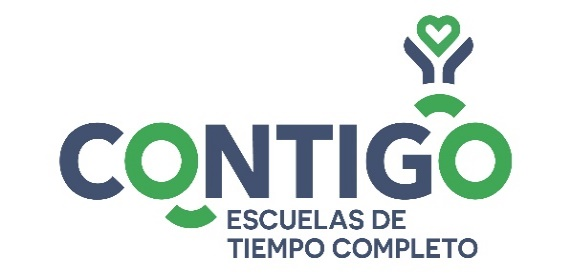 CONTIGO
ESCUELAS DE
TIEMPO COMPLETO